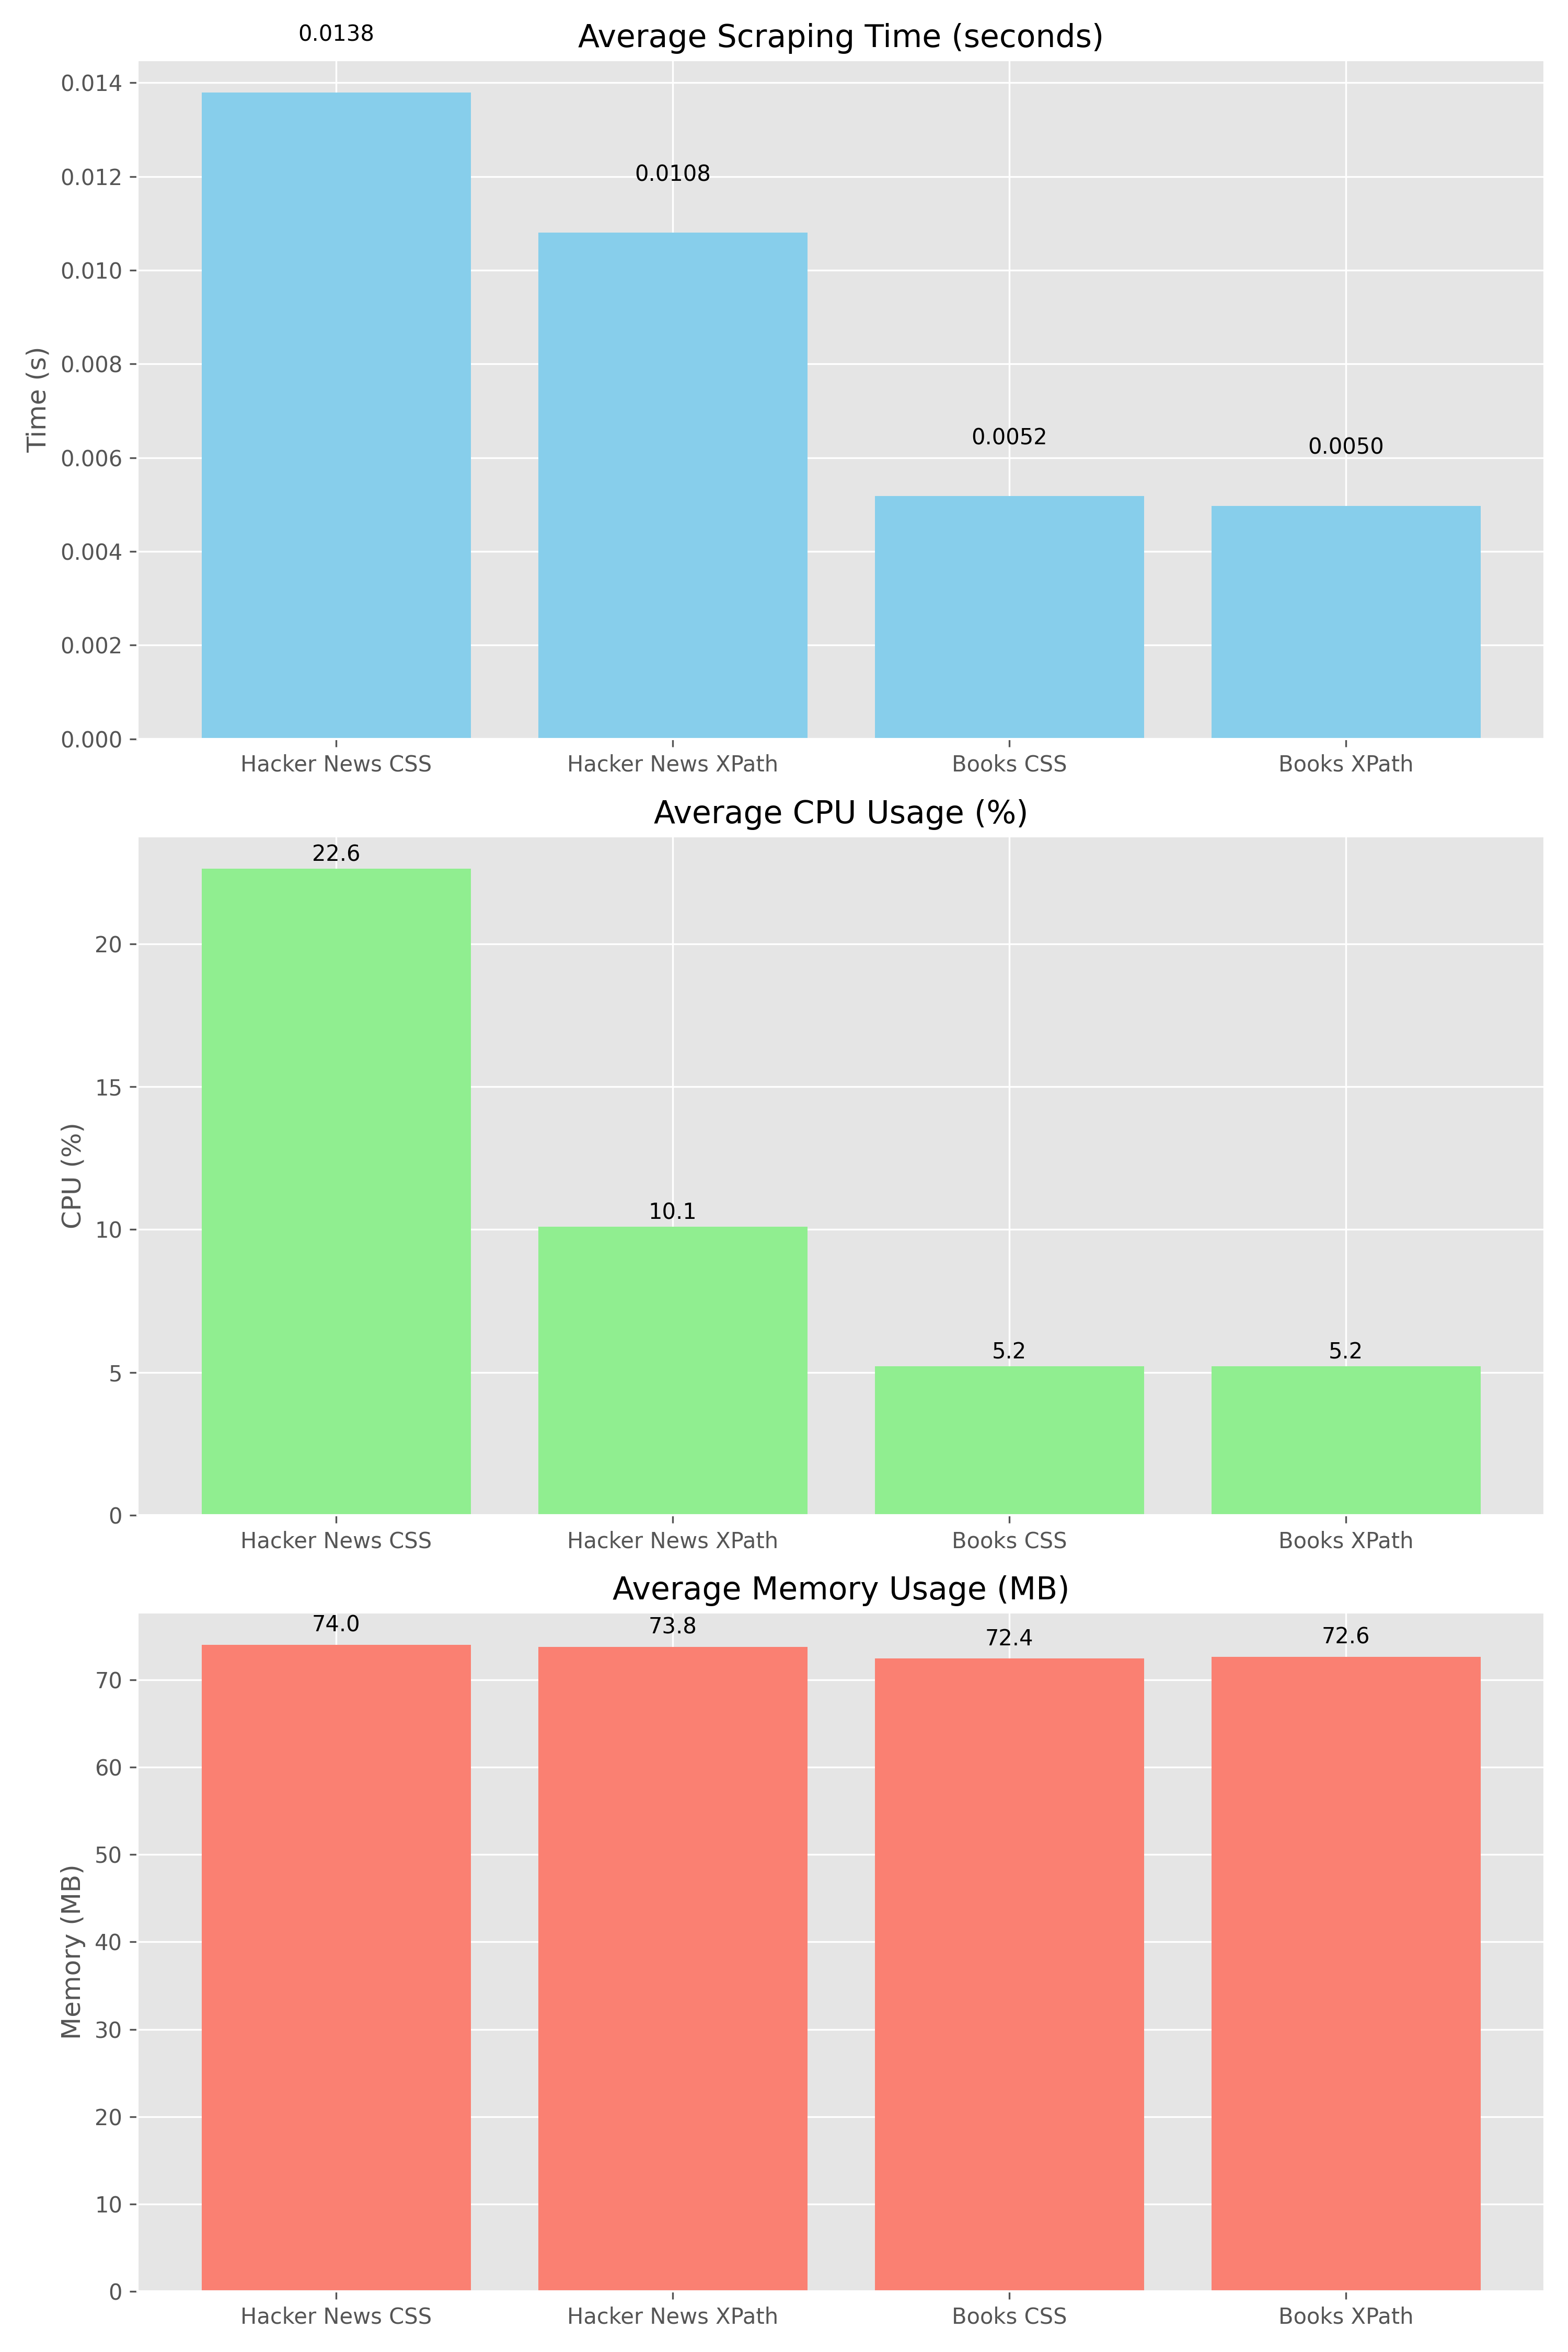 Average Scraping Time (seconds)
0.0138
0.0108
0.0052
0.0050
Time (s)
0.014
0.012
0.010
0.008
0.006
0.004
0.002
0.000
Hacker News CSS
Hacker News XPath
Books CSS
Books XPath
Average CPU Usage (%)
22.6
10.1
5.2
5.2
CPU (%)
20
15
10
5
0
Hacker News CSS
Hacker News XPath
Books CSS
Books XPath
Average Memory Usage (MB)
74.0
73.8
72.4
72.6
Memory (MB)
70
60
50
40
30
20
10
0
Hacker News CSS
Hacker News XPath
Books CSS
Books XPath